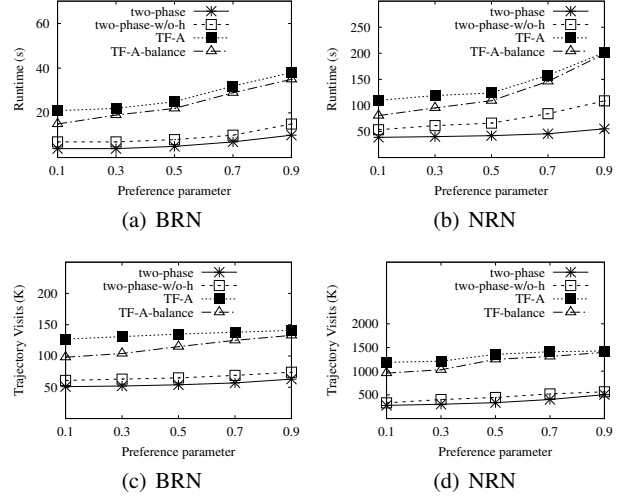 two-phase
two-phase-w/o-h
TF-A
TF-A-balance
Runtime (s)
60
40
20
0.1 0.3 0.5 0.7 0.9
Preference parameter
(a) BRN
two-phase
two-phase-w/o-h
TF-A
TF-A-balance
Runtime (s)
250
200
150
100
50
0.1 0.3 0.5 0.7 0.9
Preference parameter
(b) NRN
two-phase
two-phase-w/o-h
TF-A
TF-A-balance
Trajectory Visits (K)
200
150
100
50
0.1 0.3 0.5 0.7 0.9
Preference parameter
(c) BRN
two-phase
two-phase-w/o-h
TF-A
TF-A-balance
Trajectory Visits (K)
2000
1500
1000
500
0.1 0.3 0.5 0.7 0.9
Preference parameter
(d) NRN